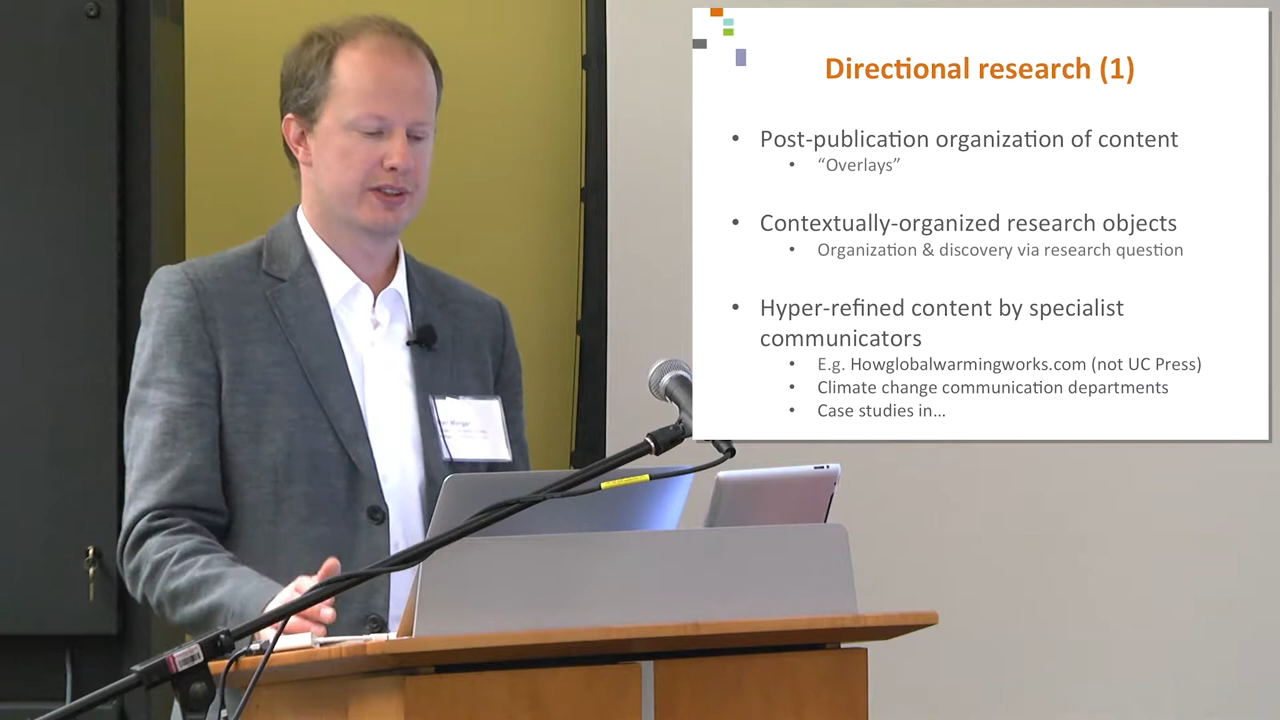 Directional research (1)
• Post-publication organization of content
• “Overlays”
• Contextually-organized research objects
• Organization & discovery via research question
• Hyper-refined content by specialist
communicators
• E.g. Howglobalwarmingworks.com (not UC Press)
• Climate change communication departments
• Case studies in…